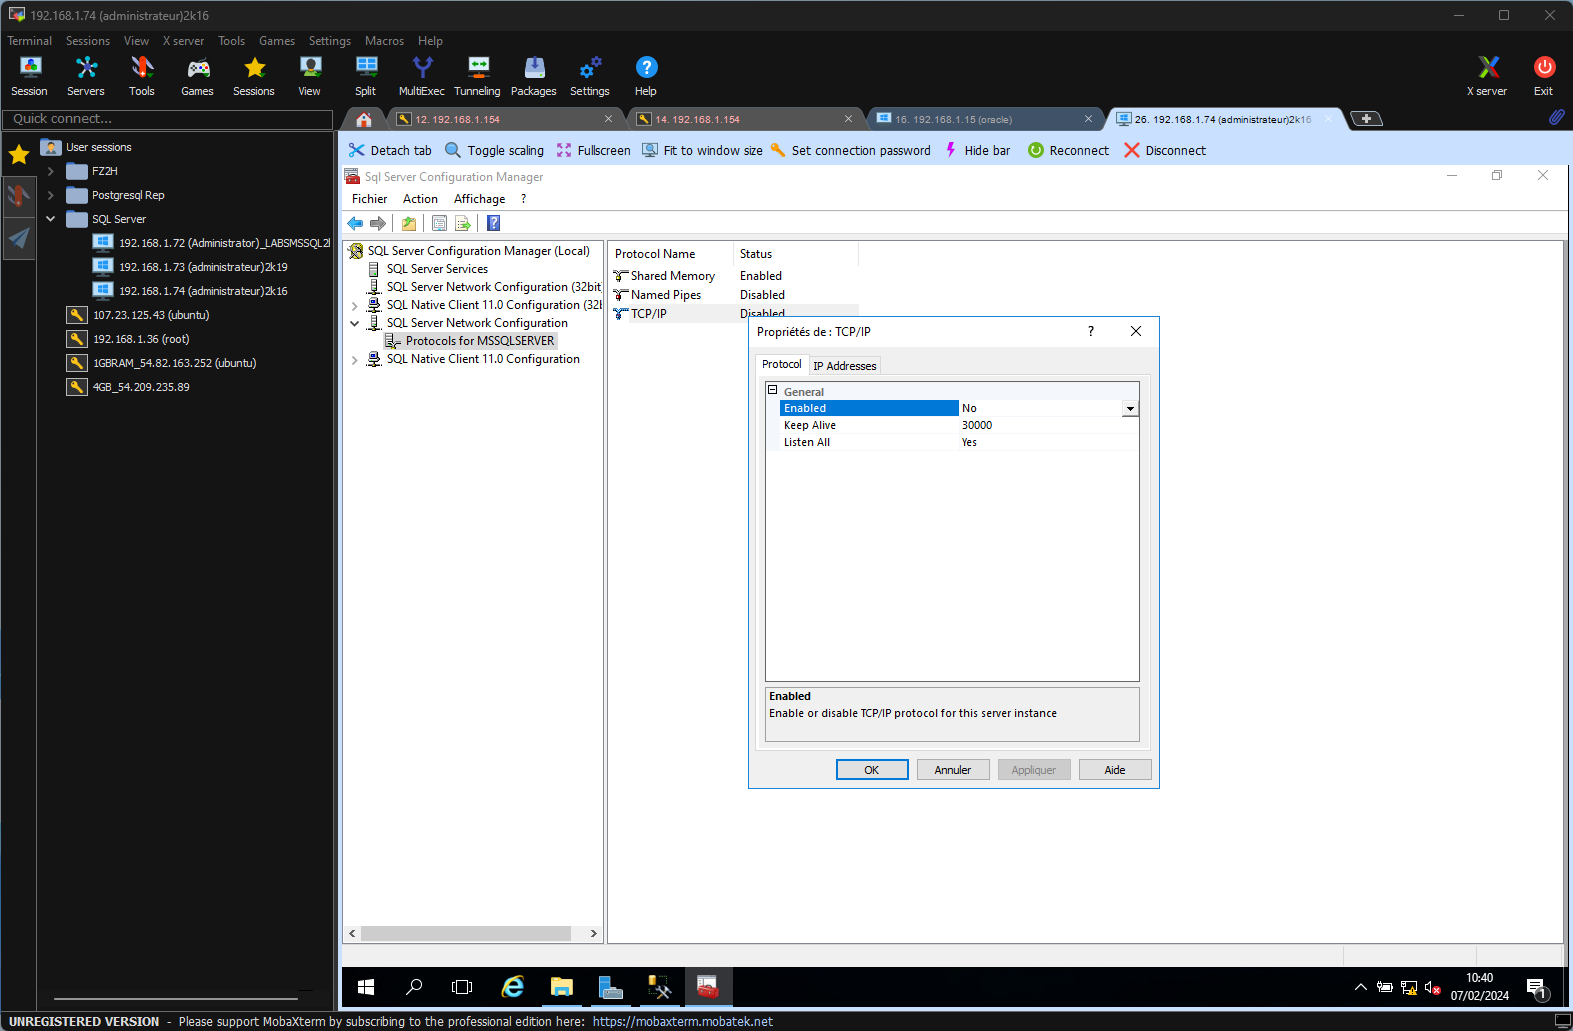 192.168.1.74 (administrateur)2k16
Terminal Sessions View X server Tools Games Settings Macros Help
Session Servers Tools Games Sessions View Split MultiExec Tunneling Packages Settings Help X server Exit
Quick connect...
12. 192.168.1.154
14. 192.168.1.154
16. 192.168.1.15 (oracle)
26. 192.168.1.74 (administrateur)2k16
Detach tab Toggle scaling Fullscreen Fit to window size Set connection password Hide bar Reconnect Disconnect
User sessions
FZ2H
Postgresql Rep
SQL Server
192.168.1.72 (Administrator)_LABSMSSQL2
192.168.1.73 (administrateur)2k19
192.168.1.74 (administrateur)2k16
107.23.125.43 (ubuntu)
192.168.1.36 (root)
1GBRAM_54.82.163.252 (ubuntu)
4GB_54.209.235.89
Sql Server Configuration Manager
Fichier Action Affichage ?
SQL Server Configuration Manager (Local)
SQL Server Services
SQL Server Network Configuration (32bit
SQL Native Client 11.0 Configuration (32b
SQL Server Network Configuration
Protocols for MSSQLSERVER
SQL Native Client 11.0 Configuration
Protocol Name Status
Shared Memory Enabled
Named Pipes Disabled
TCP/IP Disabled
Propriétés de : TCP/IP
?
Protocol IP Addresses
General
Enabled No
Keep Alive 30000
Listen All Yes
Enabled
Enable or disable TCP/IP protocol for this server instance
OK Annuler Appliquer Aide
10:40
07/02/2024
1
UNREGISTERED VERSION - Please support MobaXterm by subscribing to the professional edition here: https://mobaxterm.mobatek.net